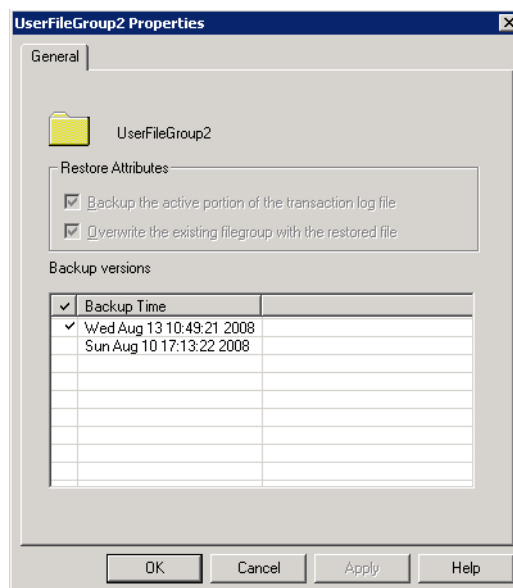 UserFileGroup2 Properties
General
UserFileGroup2
Restore Attributes
Backup the active portion of the transaction log file
Overwrite the existing filegroup with the restored file
Backup versions
Backup Time
Wed Aug 13 10:49:21 2008
Sun Aug 10 17:13:22 2008
OK Cancel Apply Help